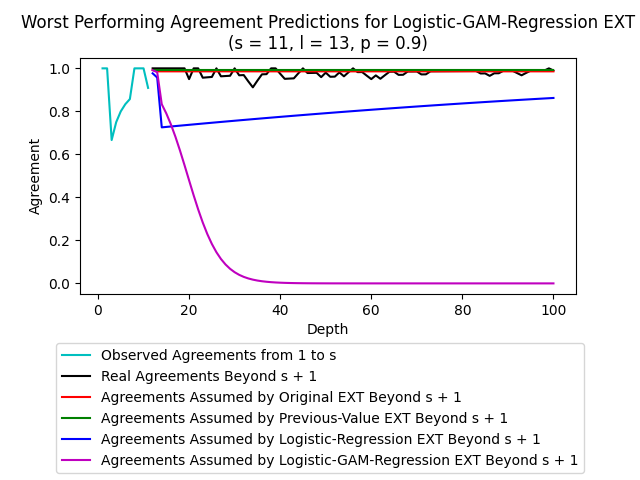 Worst Performing Agreement Predictions for Logistic-GAM-Regression EXT
(s = 11, l = 13, p = 0.9)
1.0
0.8
0.6
0.4
0.2
0.0
Agreement
0 20 40 60 80 100
Depth
Observed Agreements from 1 to s
Real Agreements Beyond s + 1
Agreements Assumed by Original EXT Beyond s + 1
Agreements Assumed by Previous-Value EXT Beyond s + 1
Agreements Assumed by Logistic-Regression EXT Beyond s + 1
Agreements Assumed by Logistic-GAM-Regression EXT Beyond s + 1